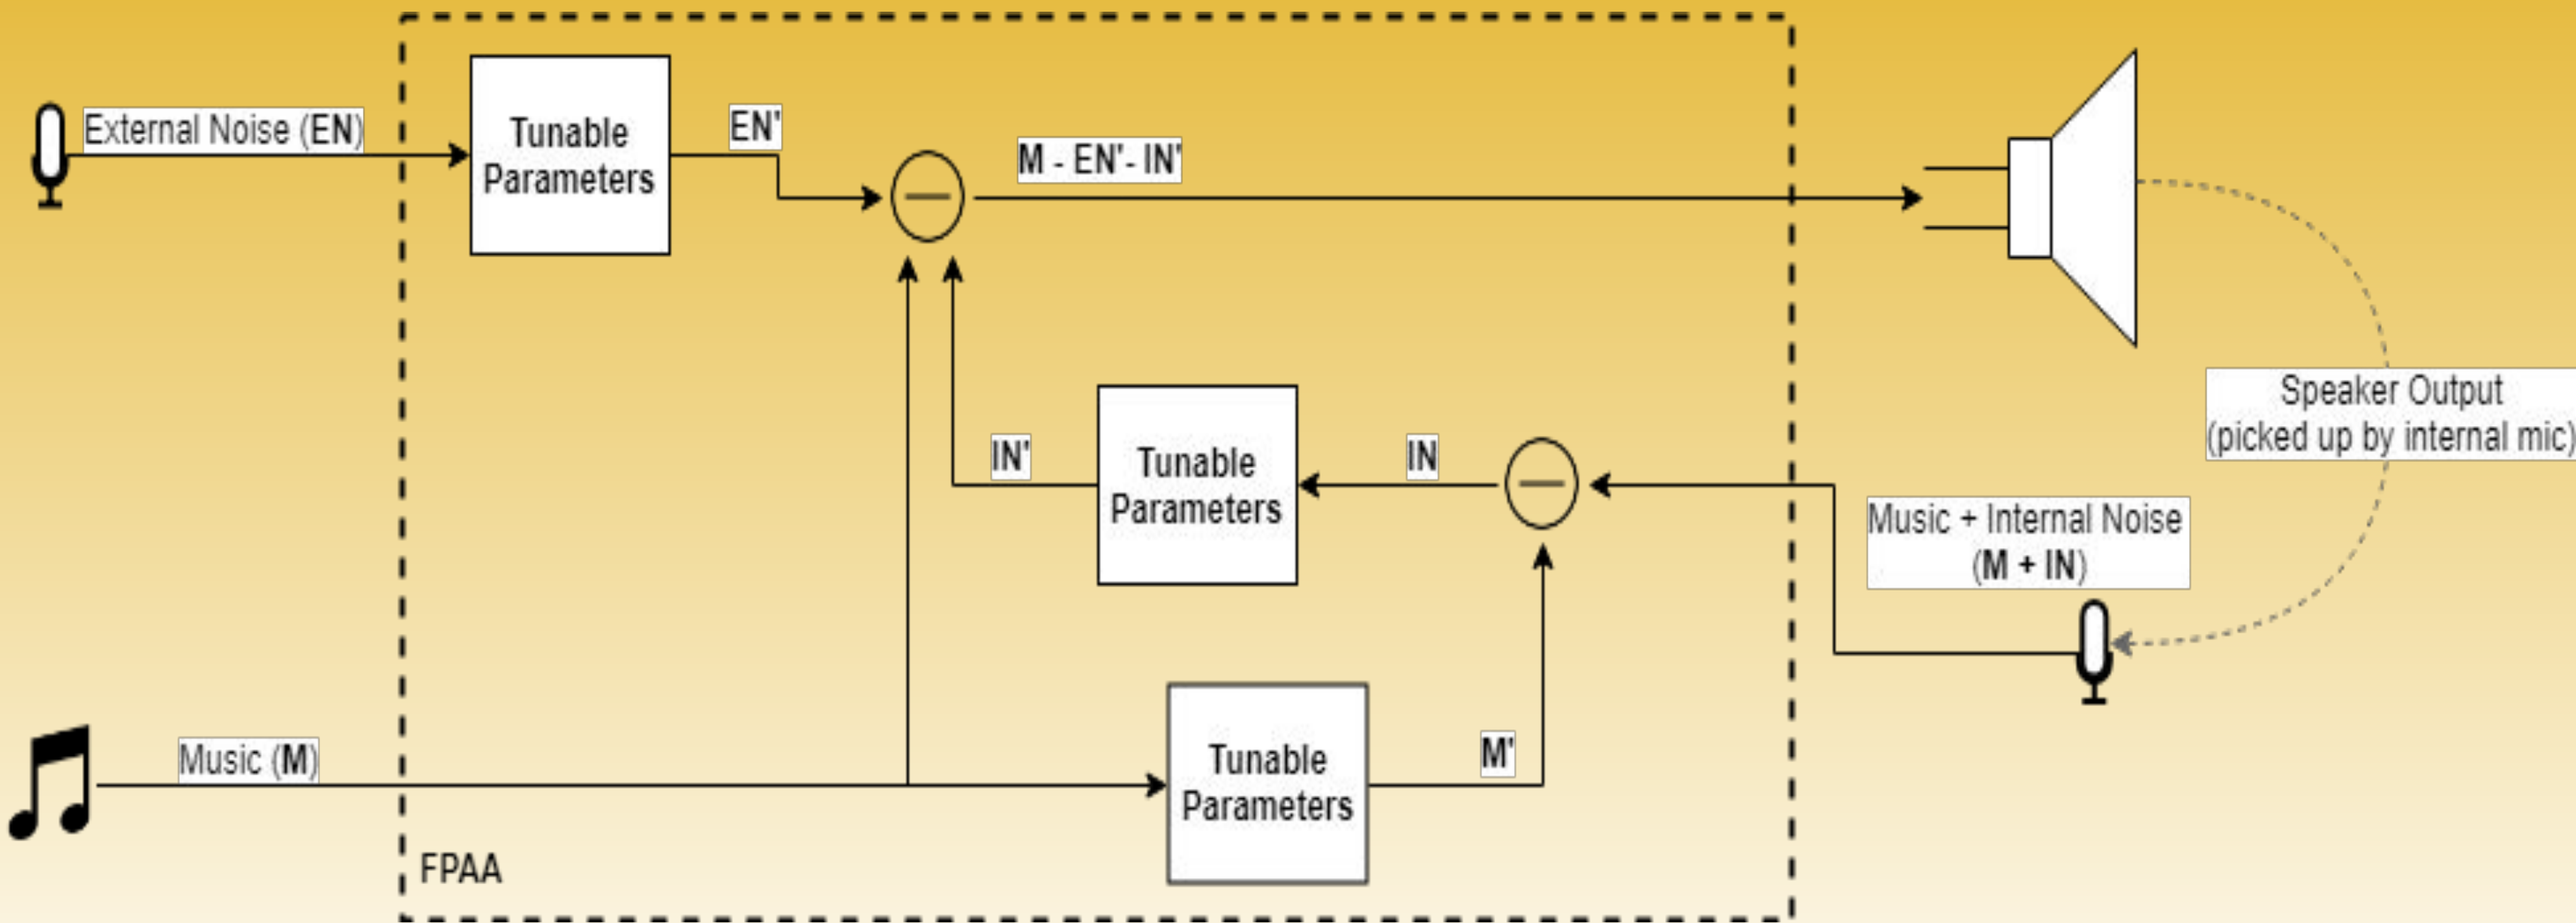 External Noise (EN)
Tunable
Parameters
EN'
M - EN'- IN'
Speaker Output
(picked up by internal mic)
IN'
Tunable
Parameters
IN
Music + Internal Noise
(M + IN)
Music (M)
Tunable
Parameters
M'
FPAA